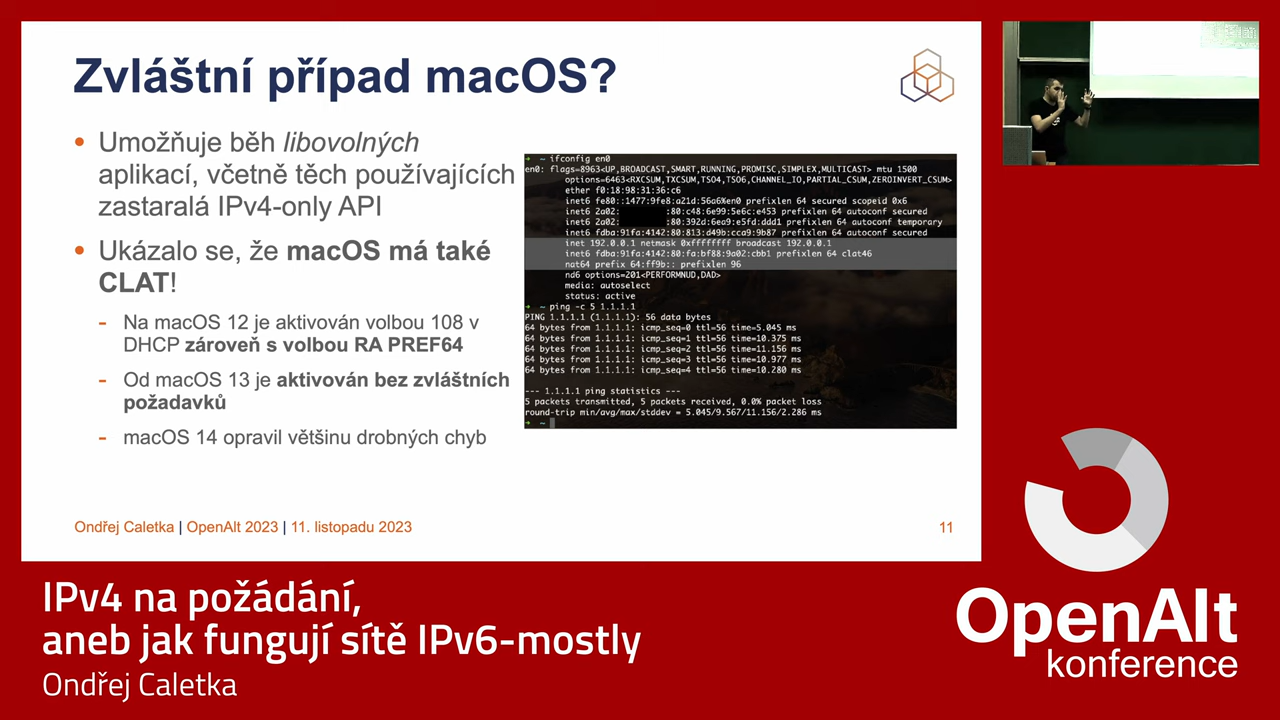 Zvláštní případ macOS?
• Umožňuje běh libovolných
aplikací, včetně těch používajících
zastaralá IPv4-only API
• Ukázalo se, že macOS má také
CLAT!
- Na macOS 12 je aktivován volbou 108 v
DHCP zároveň s volbou RA PREF64
- Od macOS 13 je aktivován bez zvláštních
požadavků
- macOS 14 opravil většinu drobných chyb
➜ ~ ifconfig en0
en0: flags=8963<UP,BROADCAST,SMART,RUNNING,PROMISC,SIMPLEX,MULTICAST> mtu 1500
options=6463<RXCSUM,TXCSUM,TSO4,TSO6,CHANNEL_IO,PARTIAL_CSUM,ZEROINVERT_CSUM>
ether f0:18:98:31:36:c6
inet6 fe80::1477:9fe8:a21d:56a6%en0 prefixlen 64 secured scopeid 0x6
inet6 2a02: :80:c48:6e99:5e6c:e453 prefixlen 64 autoconf secured
inet6 2a02: :80:392d:6ea9:e5fd:ddd1 prefixlen 64 autoconf temporary
inet6 fdba:91fa:4142:80:813:d49b:cca9:9b87 prefixlen 64 autoconf secured
inet 192.0.0.1 netmask 0xffffffff broadcast 192.0.0.1
inet6 fdba:91fa:4142:80:fa:bf88:9a02:cbb1 prefixlen 64 clat46
nat64 prefix 64:ff9b:: prefixlen 96
nd6 options=201<PERFORMNUD,DAD>
media: autoselect
status: active
➜ ~ ping -c 5 1.1.1.1
PING 1.1.1.1 (1.1.1.1): 56 data bytes
64 bytes from 1.1.1.1: icmp_seq=0 ttl=56 time=5.045 ms
64 bytes from 1.1.1.1: icmp_seq=1 ttl=56 time=10.375 ms
64 bytes from 1.1.1.1: icmp_seq=2 ttl=56 time=11.156 ms
64 bytes from 1.1.1.1: icmp_seq=3 ttl=56 time=10.977 ms
64 bytes from 1.1.1.1: icmp_seq=4 ttl=56 time=10.280 ms
--- 1.1.1.1 ping statistics ---
5 packets transmitted, 5 packets received, 0.0% packet loss
round-trip min/avg/max/stddev = 5.045/9.567/11.156/2.286 ms
➜ ~
Ondřej Caletka | OpenAlt 2023 | 11. listopadu 2023
11
IPv4 na požádání,
aneb jak fungují sítě IPv6-mostly
Ondřej Caletka
OpenAlt
konference